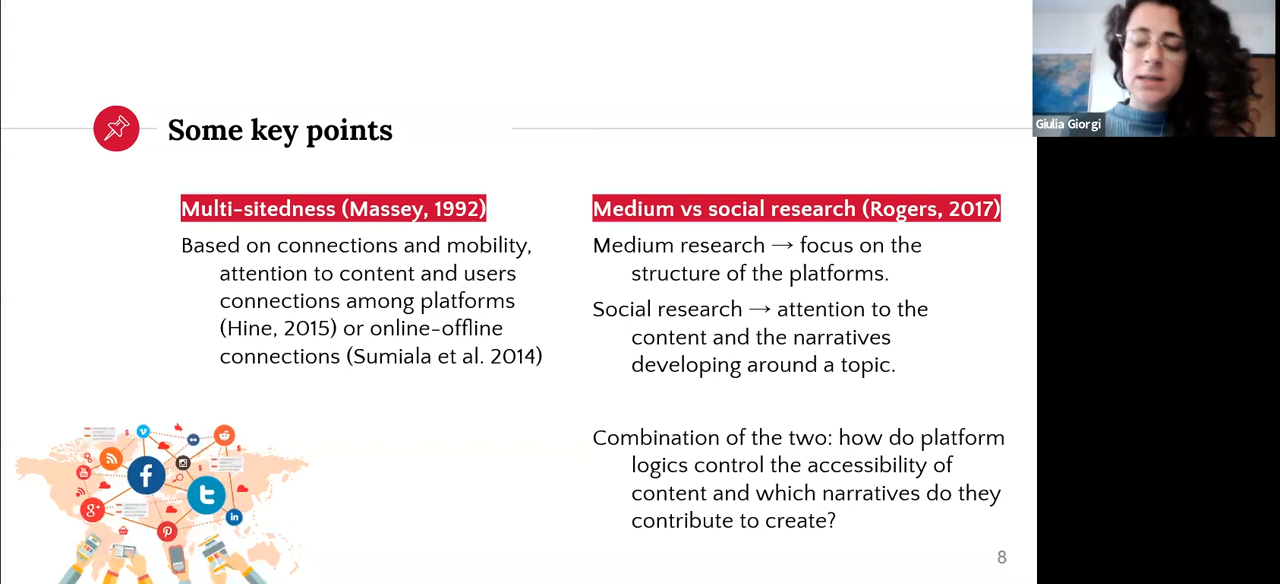 Some key points
Giulia Giorgi
Multi-sitedness (Massey, 1992)
Based on connections and mobility,
attention to content and users
connections among platforms
(Hine, 2015) or online-offline
connections (Sumiala et al. 2014)
Medium vs social research (Rogers, 2017)
Medium research → focus on the
structure of the platforms.
Social research → attention to the
content and the narratives
developing around a topic.
Combination of the two: how do platform
logics control the accessibility of
content and which narratives do they
contribute to create?
8